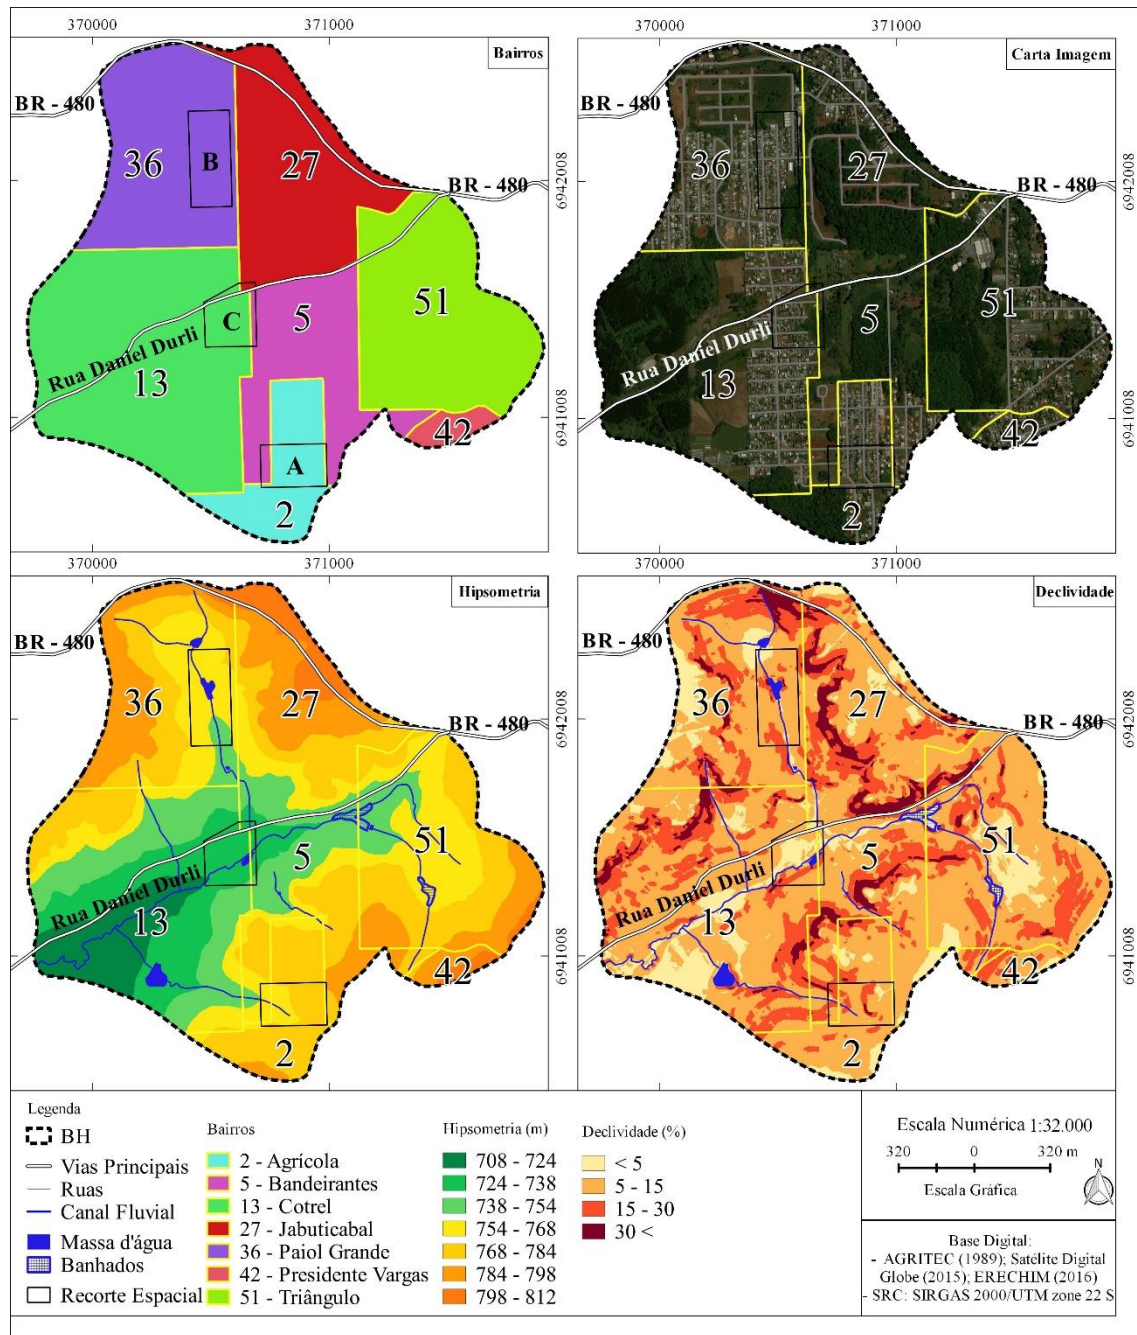 370000
371000
370000
371000
Bairros
Carta Imagem
BR - 480
BR - 480
36
B
27
36
27
BR - 480
BR - 480
6942008
6942008
51
51
C
5
5
Rua Daniel Durli
Rua Daniel Durli
13
13
42
42
6941008
6941008
A
2
2
370000
371000
370000
371000
Hipsometria
Declividade
BR - 480
BR - 480
36
27
36
27
BR - 480
BR - 480
6942008
6942008
51
51
5
5
Rua Daniel Durli
Rua Daniel Durli
13
13
42
42
6941008
6941008
2
2
Legenda
BH
Vias Principais
Ruas
Canal Fluvial
Massa d'água
Banhados
Recorte Espacial
Bairros
2 - Agrícola
5 - Bandeirantes
13 - Cotrel
27 - Jabuticabal
36 - Paiol Grande
42 - Presidente Vargas
51 - Triângulo
Hipsometria (m)
708 - 724
724 - 738
738 - 754
754 - 768
768 - 784
784 - 798
798 - 812
Declividade (%)
< 5
5 - 15
15 - 30
30 <
Escala Numérica 1:32.000
320 0 320 m
Escala Gráfica
N
Base Digital:
- AGRITEC (1989); Satélite Digital
Globe (2015); ERECHIM (2016)
- SRC: SIRGAS 2000/UTM zone 22 S